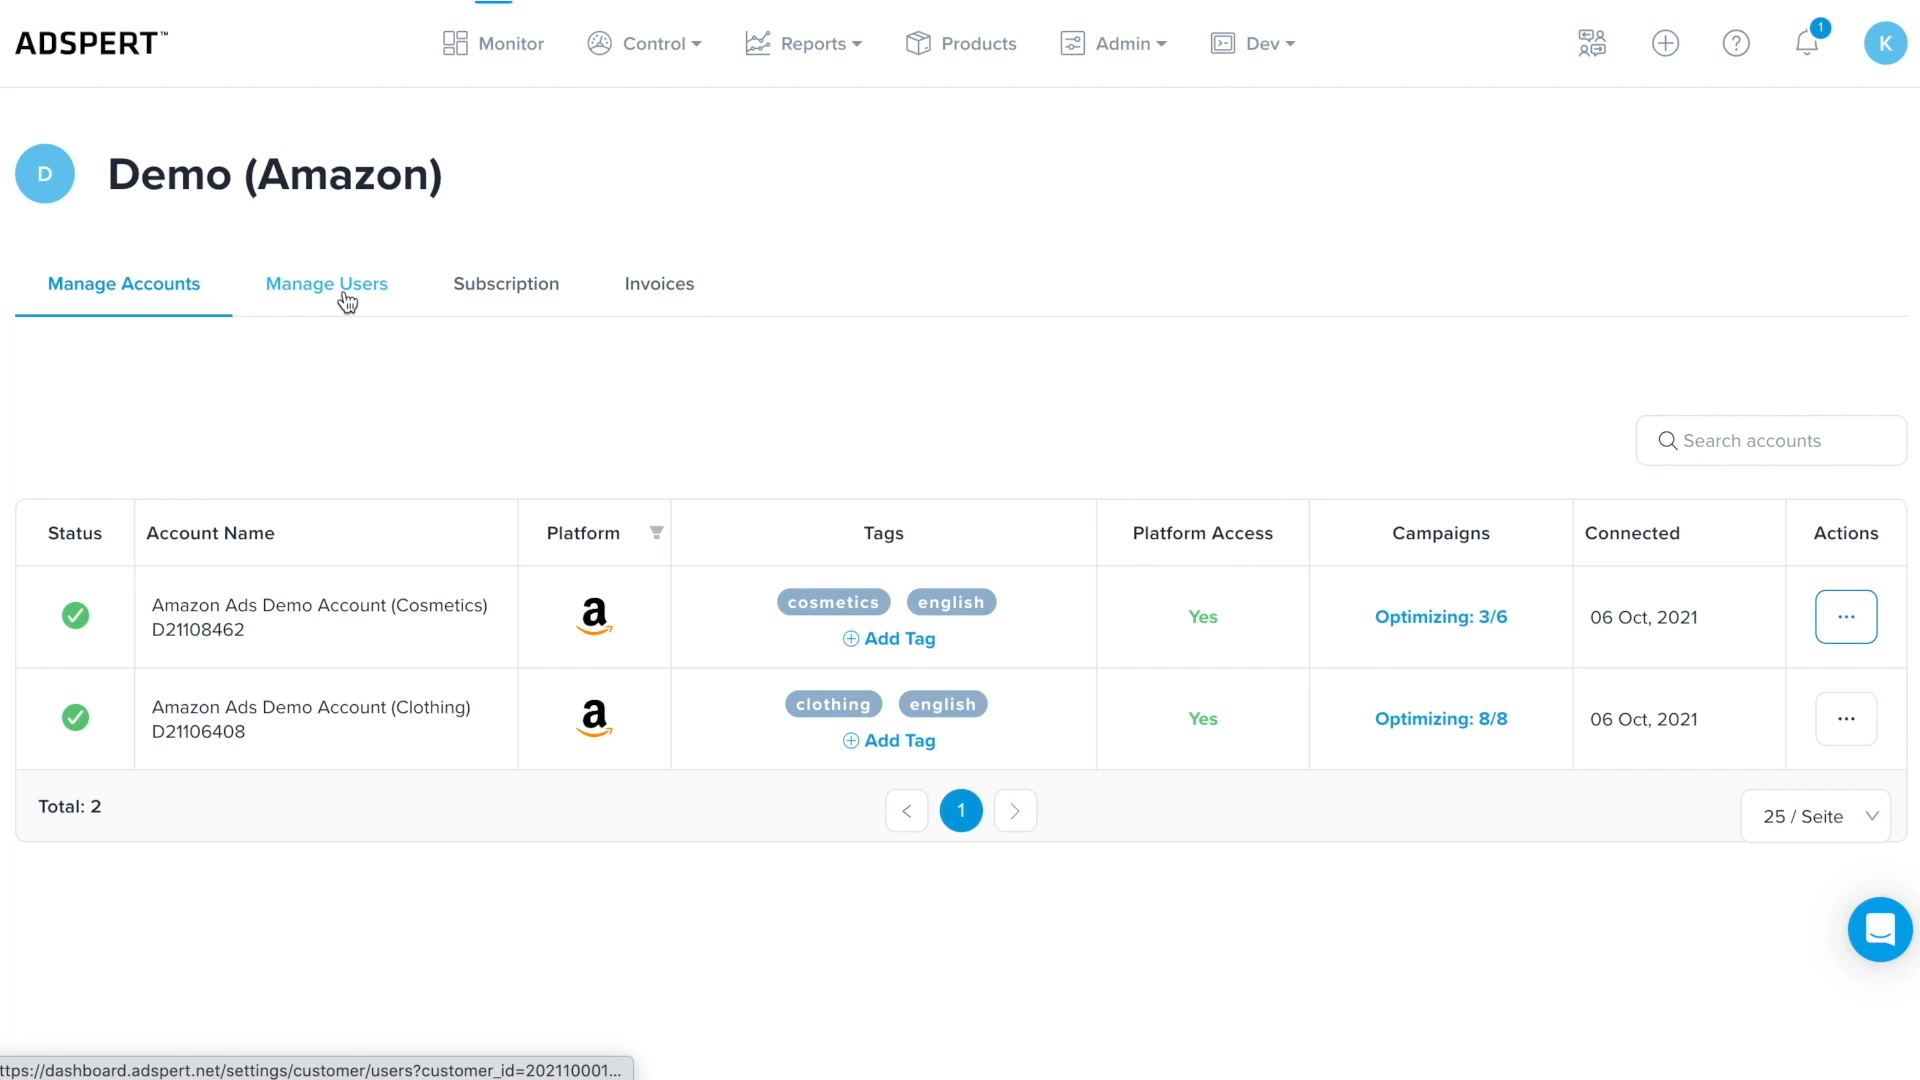 ADSPERT™
Monitor
Control
Reports
Products
Admin
Dev
1
K
D
Demo (Amazon)
Manage Accounts
Manage Users
Subscription
Invoices
Search accounts
Status
Account Name
Platform
Tags
Platform Access
Campaigns
Connected
Actions
Amazon Ads Demo Account (Cosmetics)
D21108462
a
cosmetics
english
Add Tag
Yes
Optimizing: 3/6
06 Oct, 2021
Amazon Ads Demo Account (Clothing)
D21106408
a
clothing
english
Add Tag
Yes
Optimizing: 8/8
06 Oct, 2021
Total: 2
1
25 / Seite
ttps://dashboard.adspert.net/settings/customer/users?customer_id=202110001...